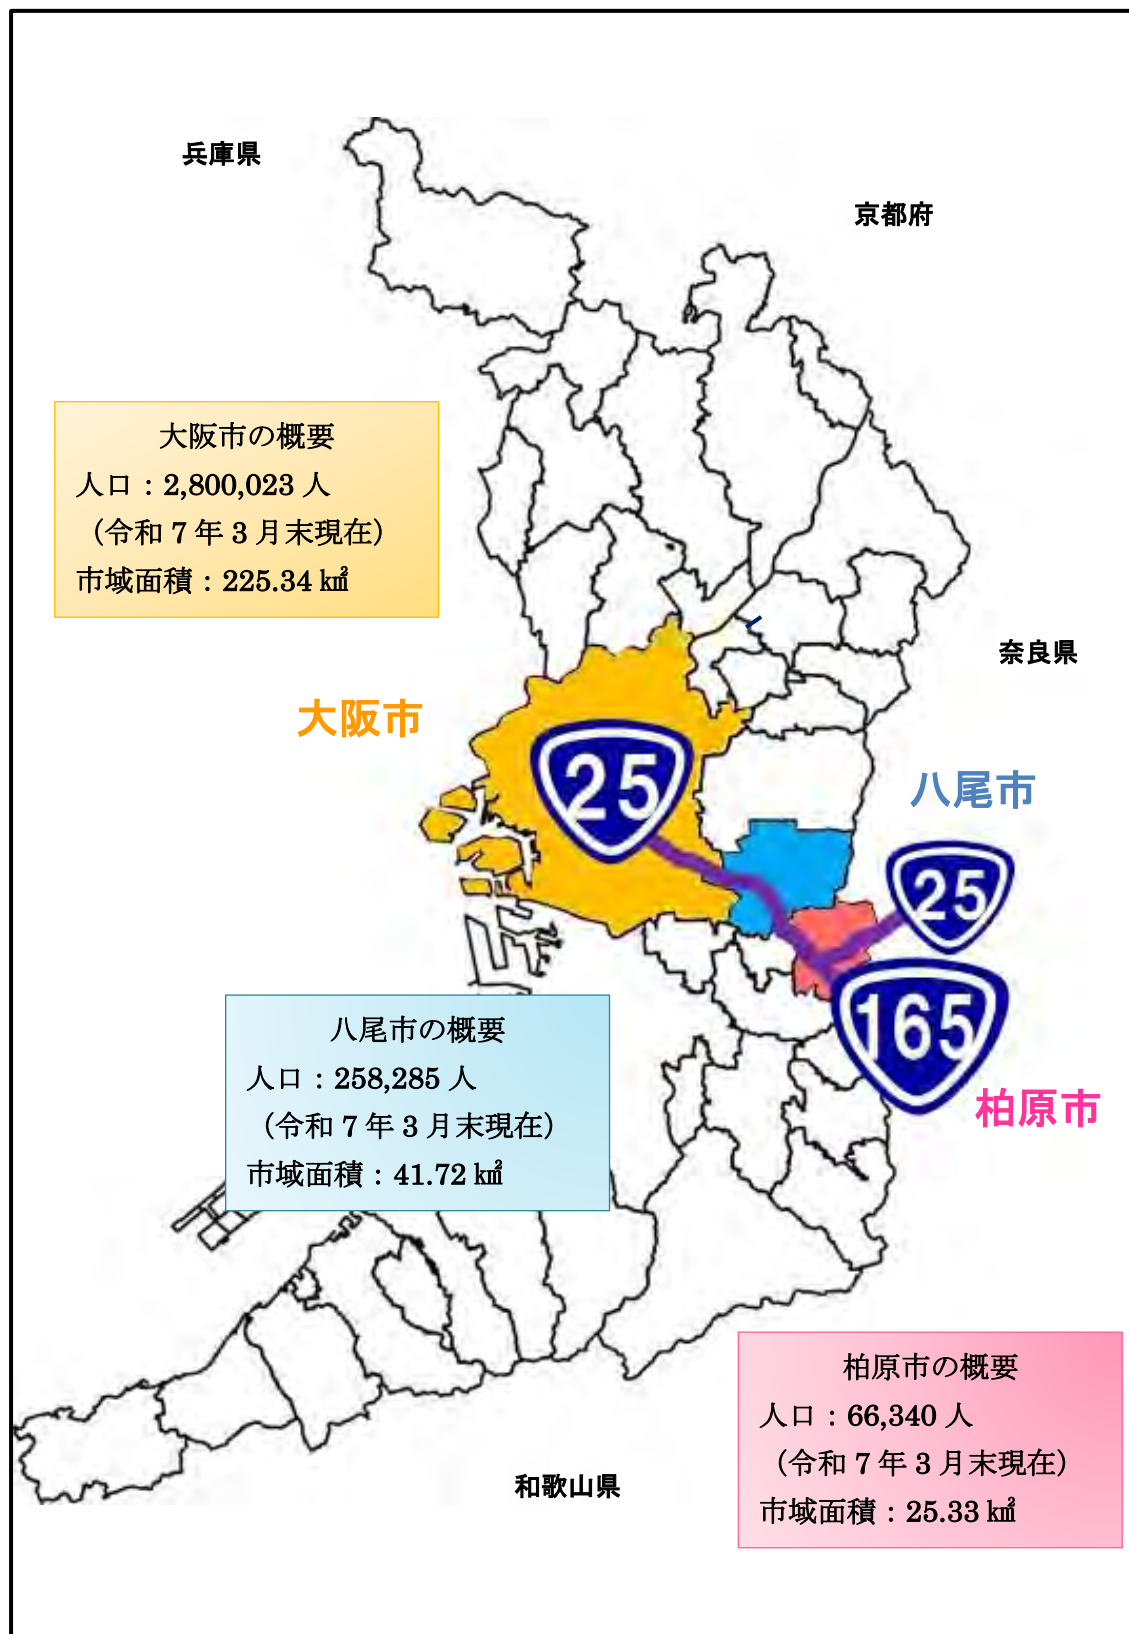 兵庫県
京都府
大阪市の概要
人口：2,800,023 人
（令和 7 年 3 月末現在）
市域面積：225.34 ㎢
奈良県
大阪市
25
八尾市
25
165
八尾市の概要
人口：258,285 人
（令和 7 年 3 月末現在）
市域面積：41.72 ㎢
柏原市
柏原市の概要
人口：66,340 人
（令和 7 年 3 月末現在）
市域面積：25.33 ㎢
和歌山県